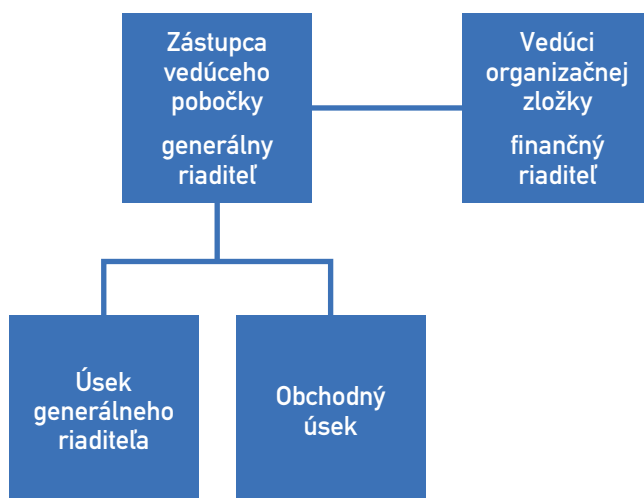 Zástupca
vedúceho
pobočky
generálny
riaditeľ
Vedúci
organizačnej
zložky
finančný
riaditeľ
Úsek
generálneho
riaditeľa
Obchodný
úsek